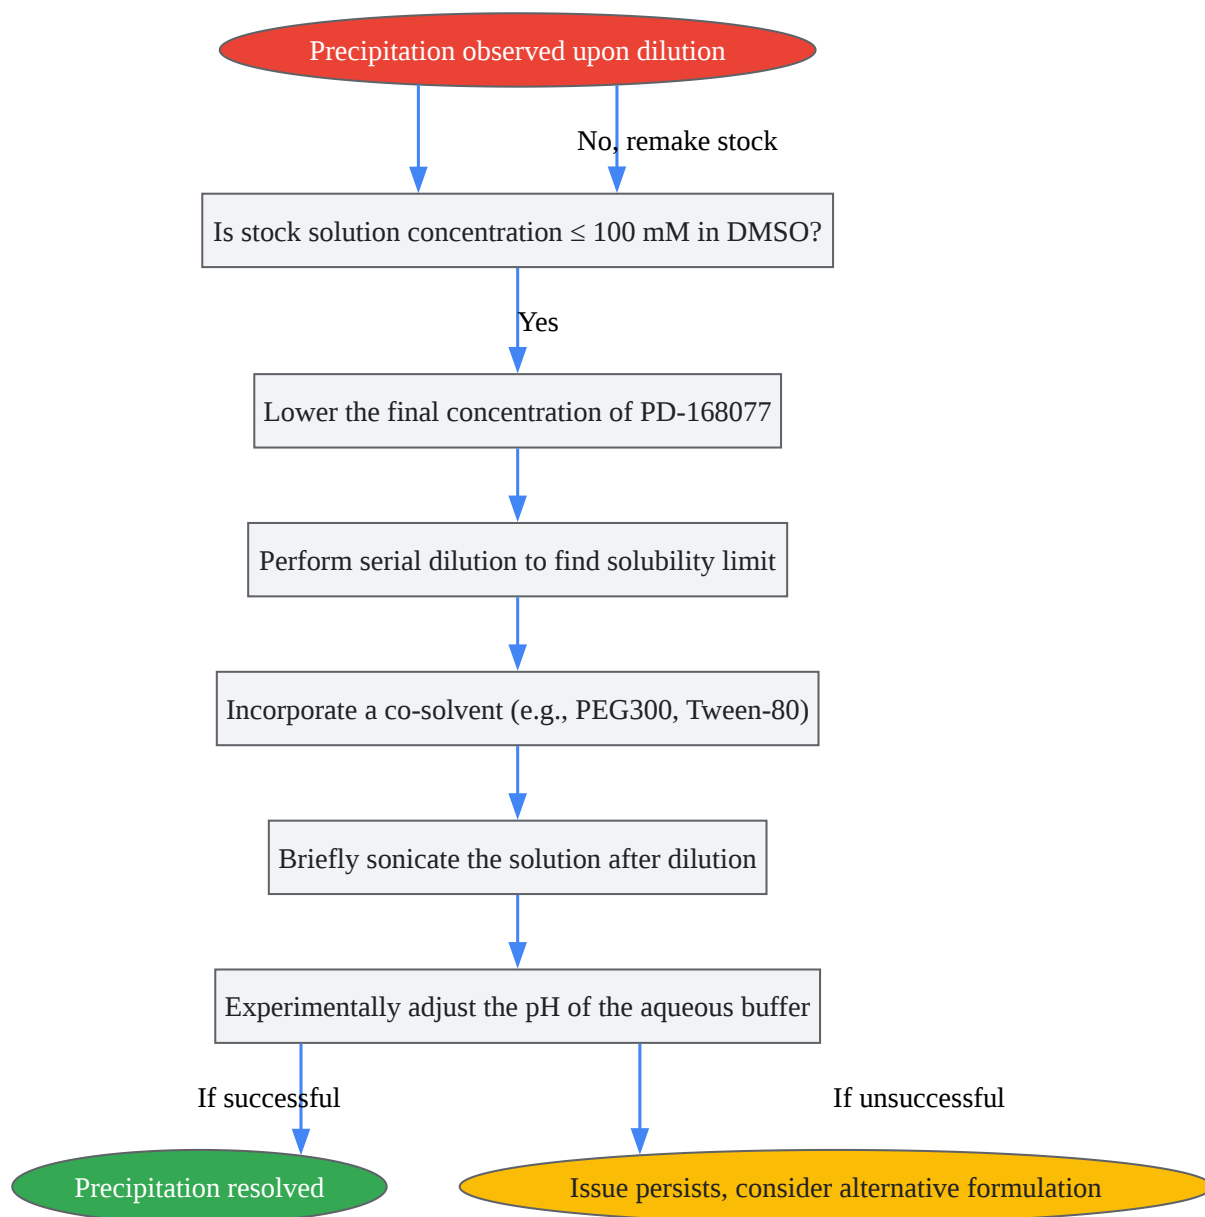 Precipitation observed upon dilution
No, remake stock
Is stock solution concentration ≤ 100 mM in DMSO?
Yes
Lower the final concentration of PD-168077
Perform serial dilution to find solubility limit
Incorporate a co-solvent (e.g., PEG300, Tween-80)
Briefly sonicate the solution after dilution
Experimentally adjust the pH of the aqueous buffer
If successful
If unsuccessful
Precipitation resolved
Issue persists, consider alternative formulation